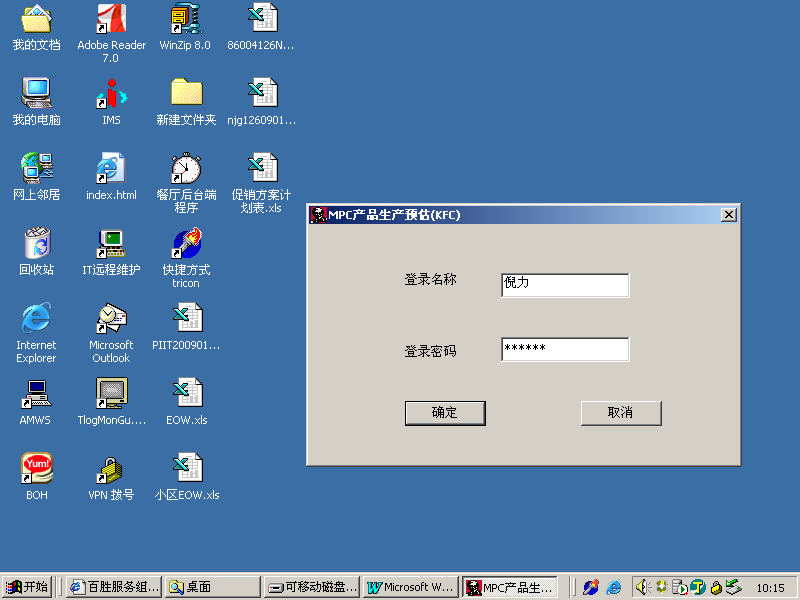 我的文档
Adobe Reader
7.0
WinZip 8.0
86004126N...
我的电脑
IMS
新建文件夹
njg1260901...
网上邻居
index.html
餐厅后台端
程序
促销方案计
划表.xls
回收站
IT远程维护
快捷方式
tricon
Internet
Explorer
Microsoft
Outlook
PIIT200901...
AMWS
TlogMonGu....
EOW.xls
Yum!
BOH
VPN 拨号
小区EOW.xls
MPC产品生产预估(KFC)
登录名称
倪力
登录密码
******
确定
取消
开始
百胜服务组...
桌面
可移动磁盘...
Microsoft W...
MPC产品生...
10:15